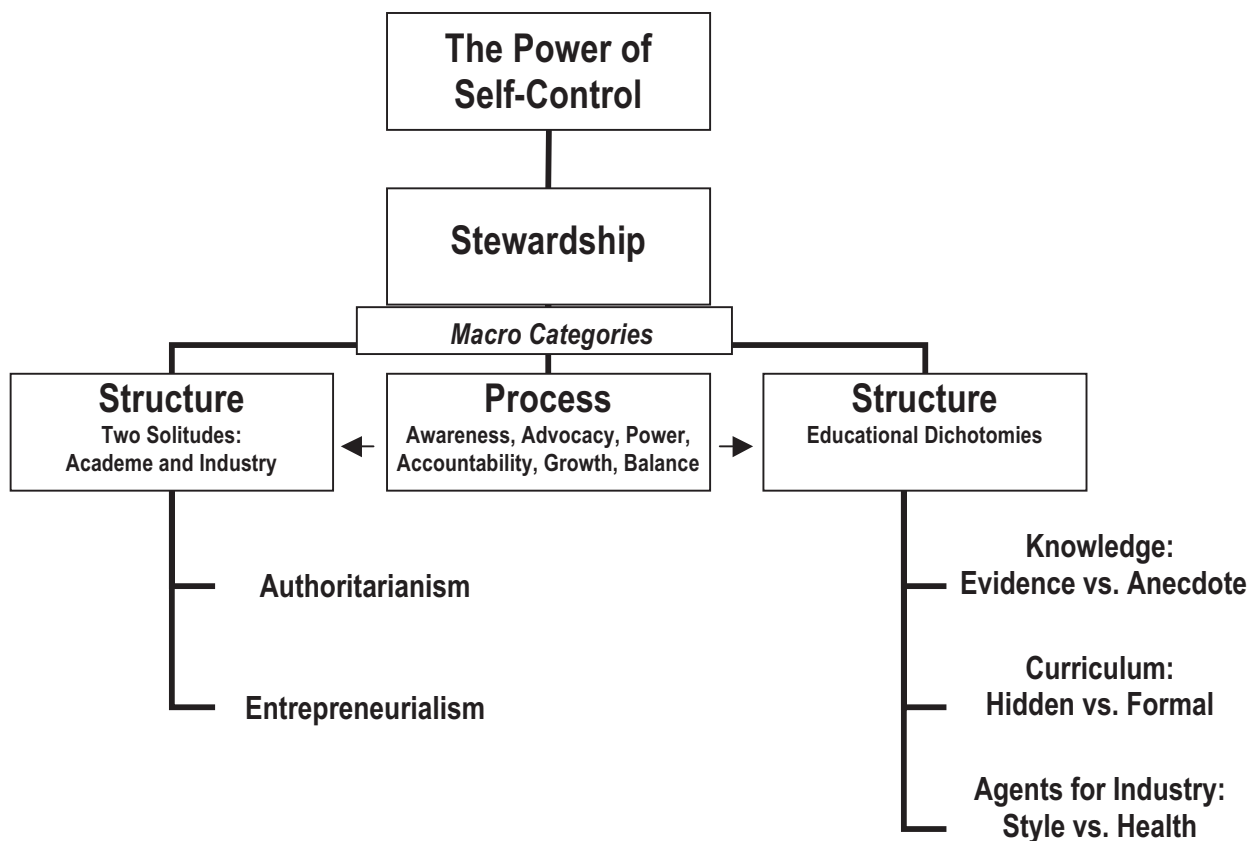 The Power of
Self-Control
Stewardship
Macro Categories
Structure
Two Solitudes:
Academe and Industry
Process
Awareness, Advocacy, Power,
Accountability, Growth, Balance
Structure
Educational Dichotomies
Authoritarianism
Entrepreneurialism
Knowledge:
Evidence vs. Anecdote
Curriculum:
Hidden vs. Formal
Agents for Industry:
Style vs. Health